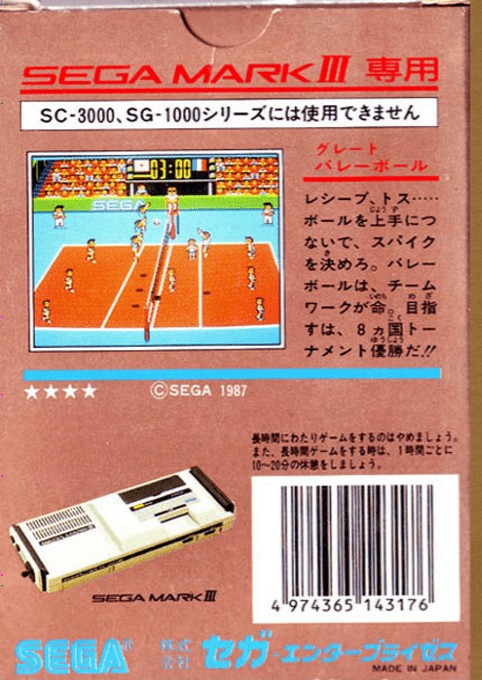 SEGA MARK III 専用
SC-3000、SG-1000シリーズには使用できません
グレート
バレーボール
03:00
SEGA
レシーブ、トス……
ボールを上手につ
ないで、スパイク
を決めろ。バレー
ボールは、チーム
ワークが命。目指
すは、8ヵ国トー
ナメント優勝だ!!
★★★★ ©SEGA 1987
長時間にわたりゲームをするのはやめましょう。
また、長時間ゲームをする時は、1時間ごとに
10〜20分の休憩をしましょう。
SEGA MARK III
SEGA MARK III
4 974365 143176
SEGA® 株式会社 セガ・エンタープライゼス
MADE IN JAPAN